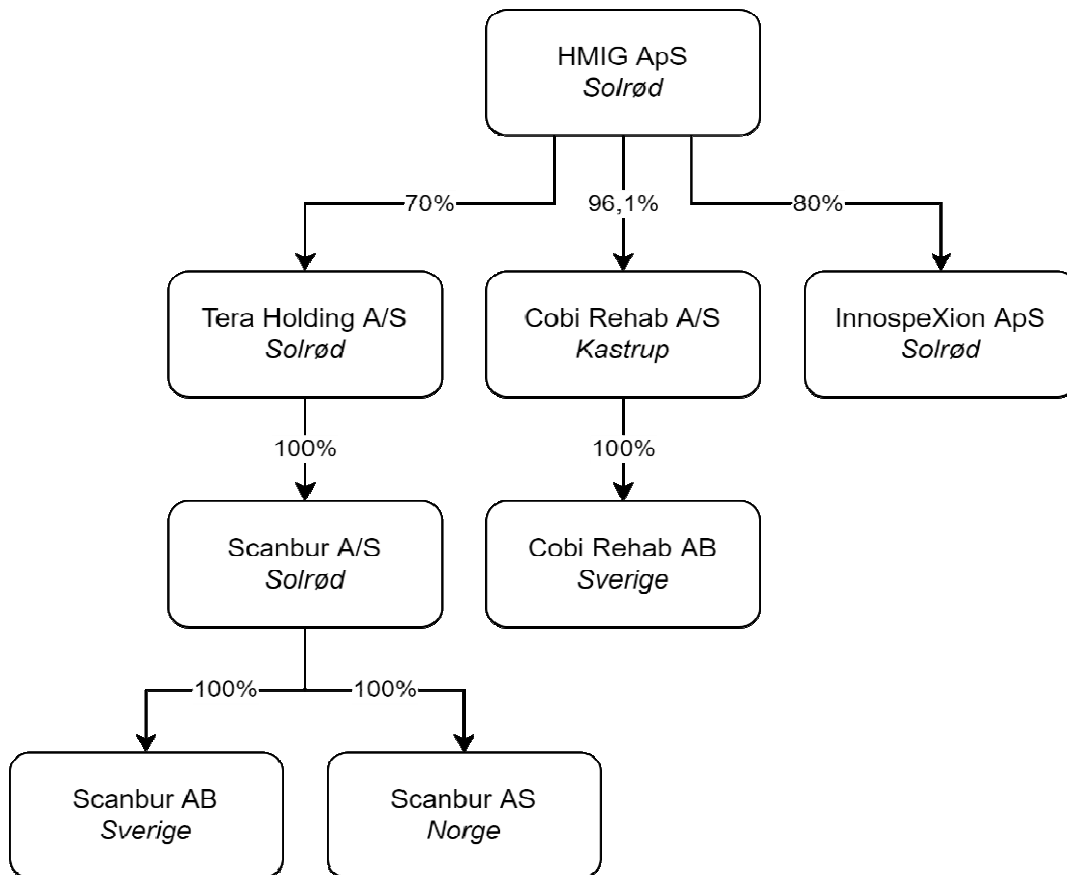 HMIG ApS
Solrød
70%
96,1%
80%
Tera Holding A/S
Solrød
Cobi Rehab A/S
Kastrup
InnospeXion ApS
Solrød
100%
100%
Scanbur A/S
Solrød
Cobi Rehab AB
Sverige
100%
100%
Scanbur AB
Sverige
Scanbur AS
Norge